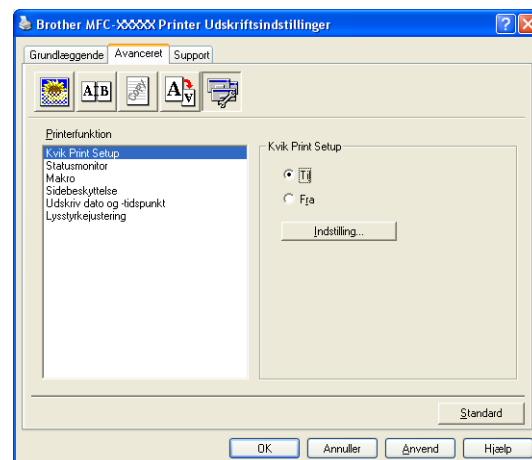 Brother MFC-XXXXX Printer Udskriftsindstillinger
Grundlæggende Avanceret Support
A B
A A
Printerfunktion
Kvik Print Setup
Statusmonitor
Makro
Sidebeskyttelse
Udskriv dato og -tidspunkt
Lysstyrkejustering
Kvik Print Setup
Til
Fra
Indstilling...
Standard
OK Annuller Anvend Hjælp